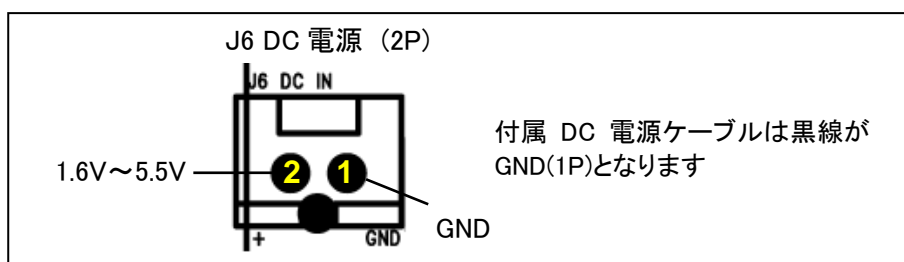 J6 DC 電源 (2P)
J6 DC IN
付属 DC 電源ケーブルは黒線が
GND(1P)となります
1.6V～5.5V
2
1
GND
+
GND